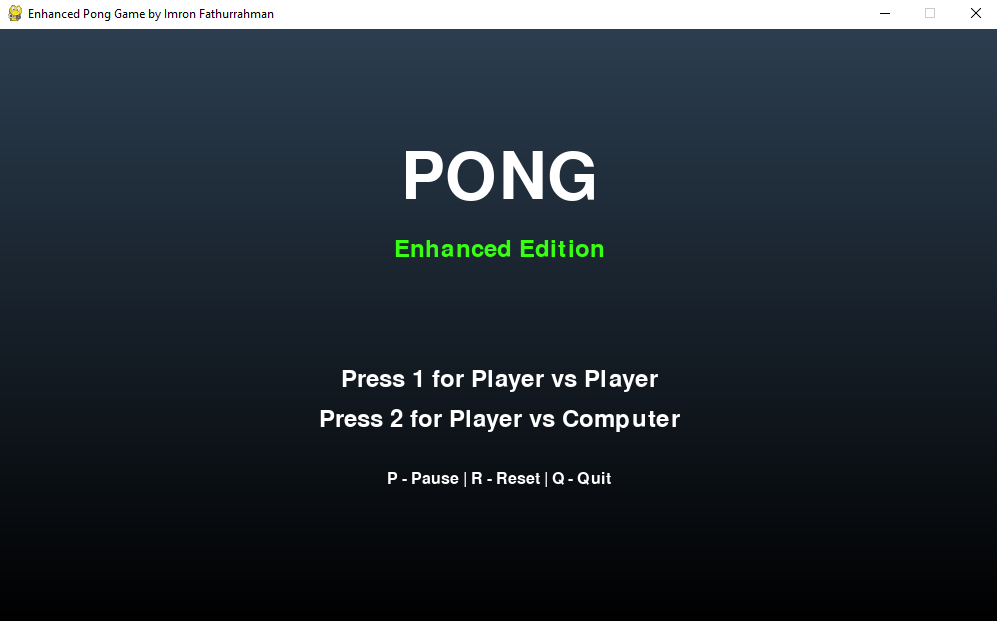 Enhanced Pong Game by Imron Fathurrahman
PONG
Enhanced Edition
Press 1 for Player vs Player
Press 2 for Player vs Computer
P - Pause | R - Reset | Q - Quit